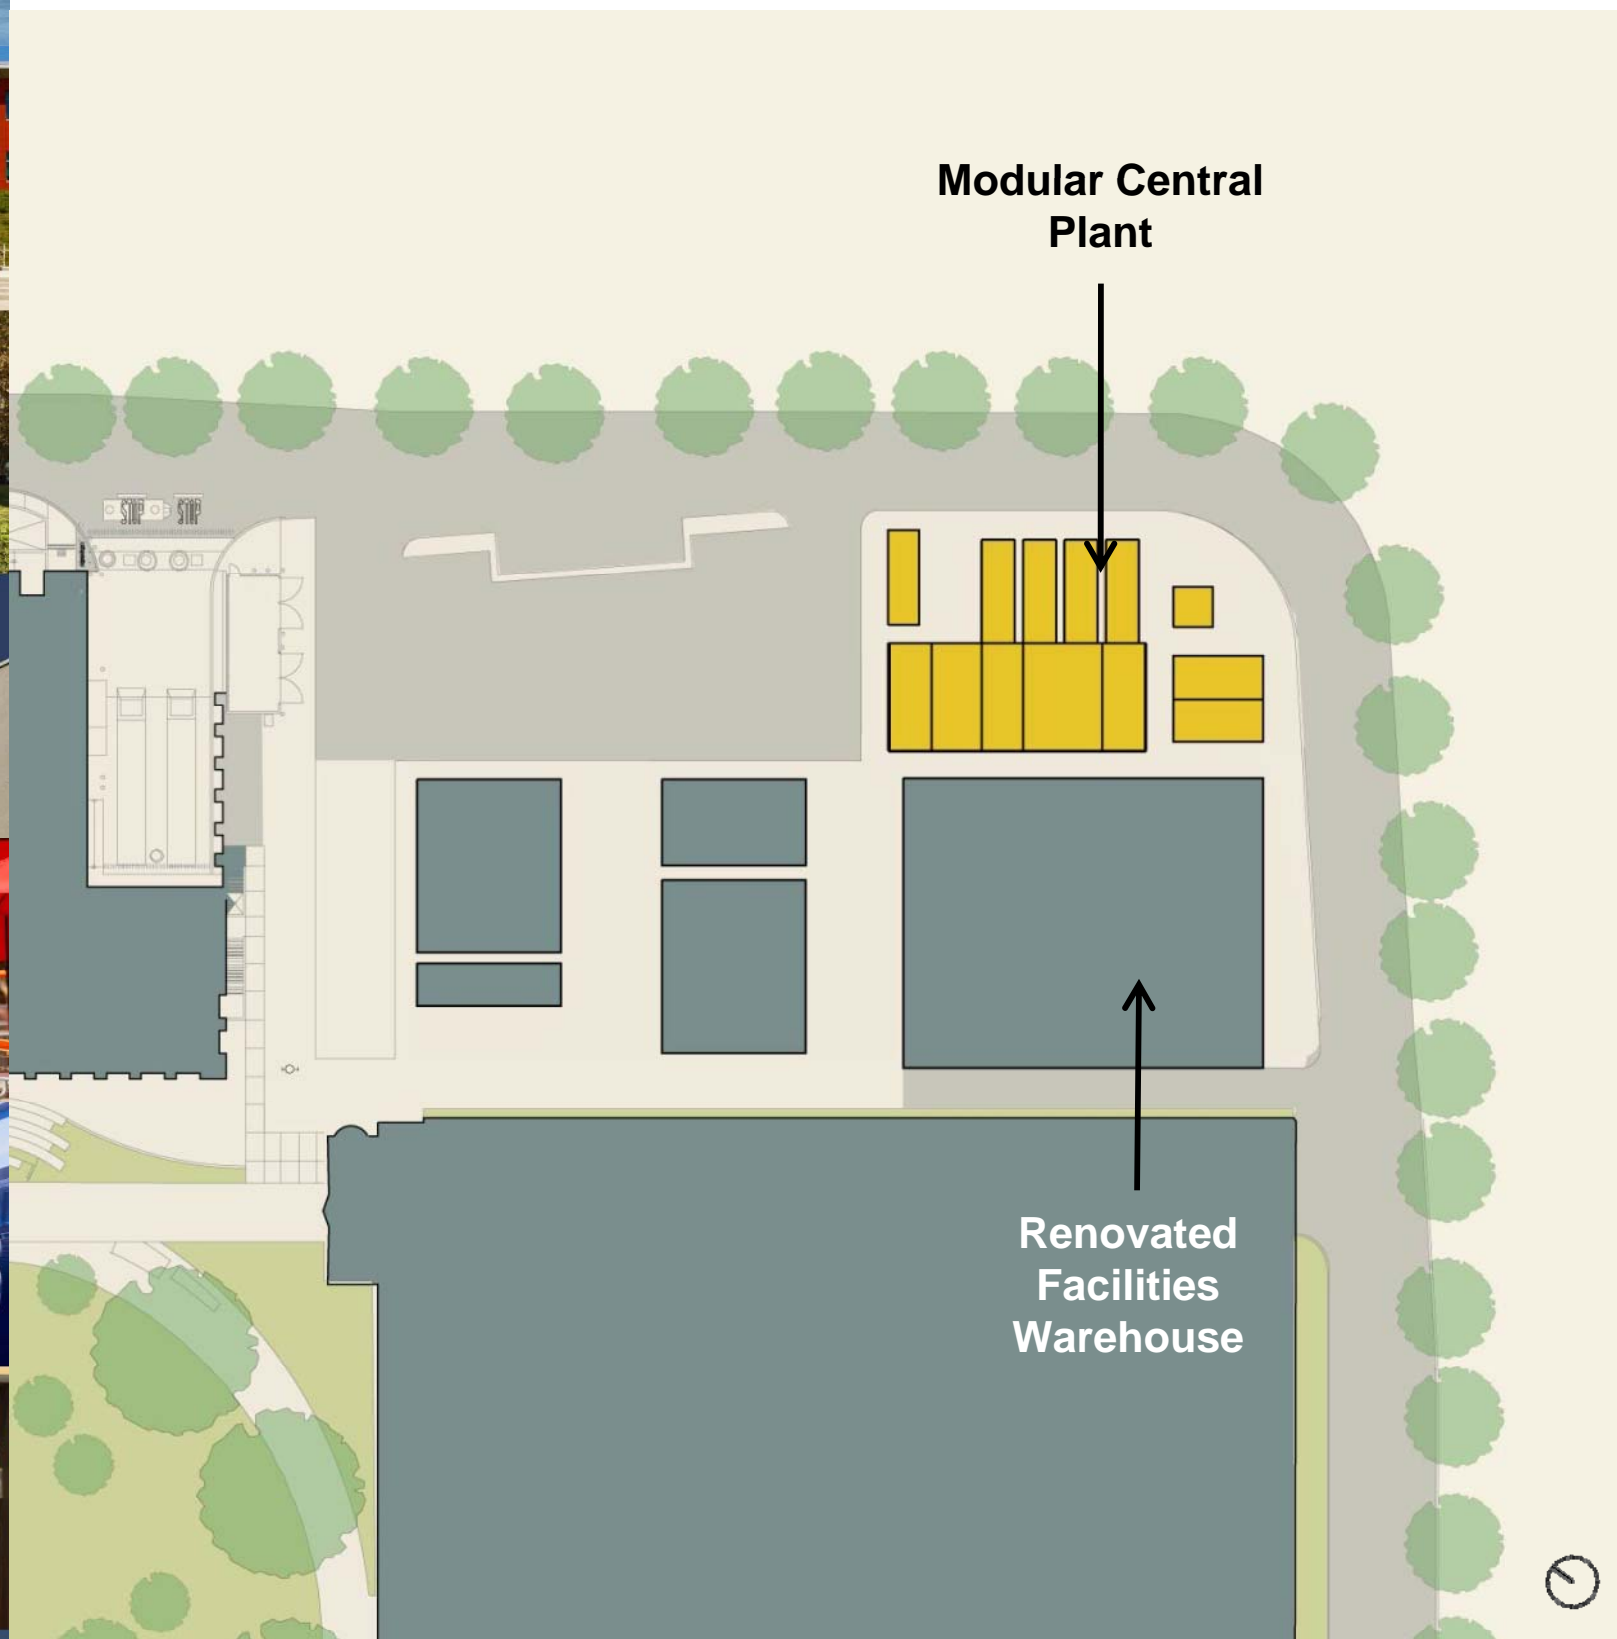 Modular Central
Plant
STOP
STOP
Renovated
Facilities
Warehouse